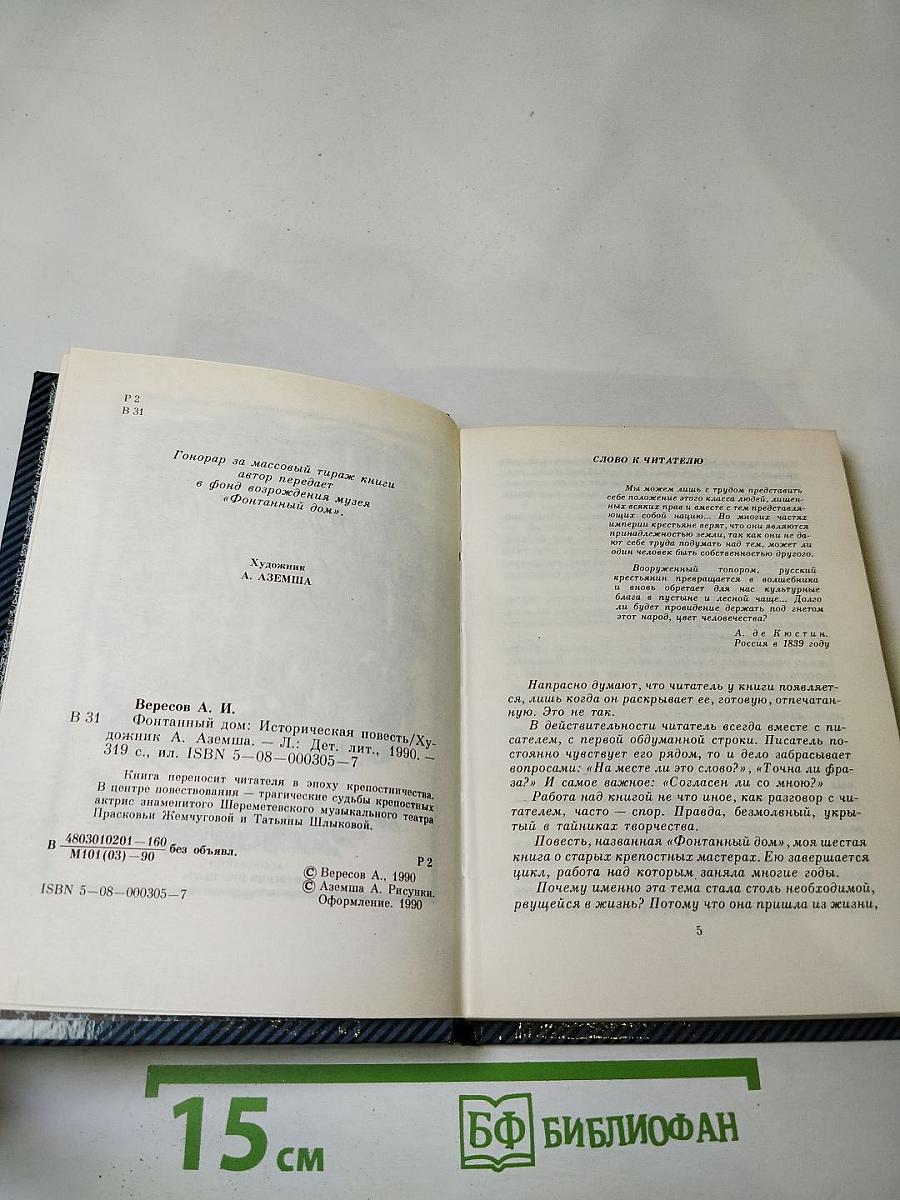 Р 2
В 31
Гонорар за массовый тираж книги
автор передает
в фонд возрождения музея
«Фонтанный дом».
Художник
А. АЗЕМША
Вересов А. И.
В 31 Фонтанный дом: Историческая повесть/Ху-
дожник А. Аземша. — Л.: Дет. лит., 1990. —
319 с., ил. ISBN 5—08—000305—7
Книга переносит читателя в эпоху крепостничества.
В центре повествования — трагические судьбы крепостных
актрис знаменитого Шереметевского музыкального театра
Прасковьи Жемчуговой и Татьяны Шлыковой.
В 4803010201—160
М101(03)—90 без объявл.
Р 2
© Вересов А., 1990
© Аземша А. Рисунки.
Оформление. 1990
ISBN 5—08—000305—7
СЛОВО К ЧИТАТЕЛЮ
Мы можем лишь с трудом представить
себе положение этого класса людей, лишен-
ных всяких прав и вместе с тем представля-
ющих собой нацию... Во многих частях
империи крестьяне верят, что они являются
принадлежностью земли, так как они не да-
ют себе труда подумать над тем, может ли
один человек быть собственностью другого.
Вооруженный топором, русский
крестьянин превращается в волшебника
и вновь обретает для нас культурные
блага в пустыне и лесной чаще... Долго
ли будет провидение держать под гнетом
этот народ, цвет человечества?
А. де Кюстин.
Россия в 1839 году
Напрасно думают, что читатель у книги появляет-
ся, лишь когда он раскрывает ее, готовую, отпечатан-
ную. Это не так.
В действительности читатель всегда вместе с пи-
сателем, с первой обдуманной строки. Писатель по-
стоянно чувствует его рядом, то и дело забрасывает
вопросами: «На месте ли это слово?», «Точна ли фра-
за?» И самое важное: «Согласен ли со мною?»
Работа над книгой не что иное, как разговор с чи-
тателем, часто — спор. Правда, безмолвный, укры-
тый в тайниках творчества.
Повесть, названная «Фонтанный дом», моя шестая
книга о старых крепостных мастерах. Ею завершается
цикл, работа над которым заняла многие годы.
Почему именно эта тема стала столь необходимой,
рвущейся в жизнь? Потому что она пришла из жизни,
5
15 см
БФ БИБЛИОФАН